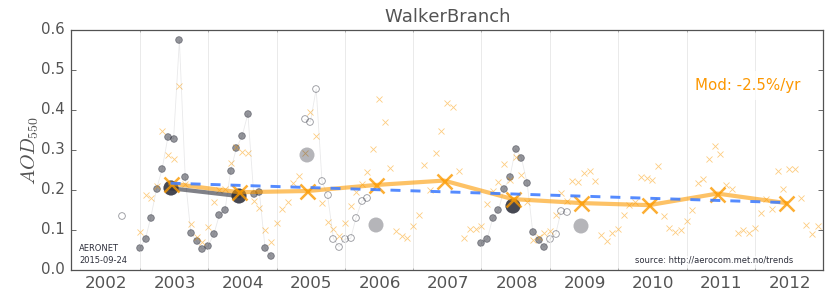 WalkerBranch
0.6
0.5
0.4
0.3
0.2
0.1
0.0
AOD550
Mod: -2.5%/yr
AERONET
2015-09-24
source: http://aerocom.met.no/trends
2002 2003 2004 2005 2006 2007 2008 2009 2010 2011 2012